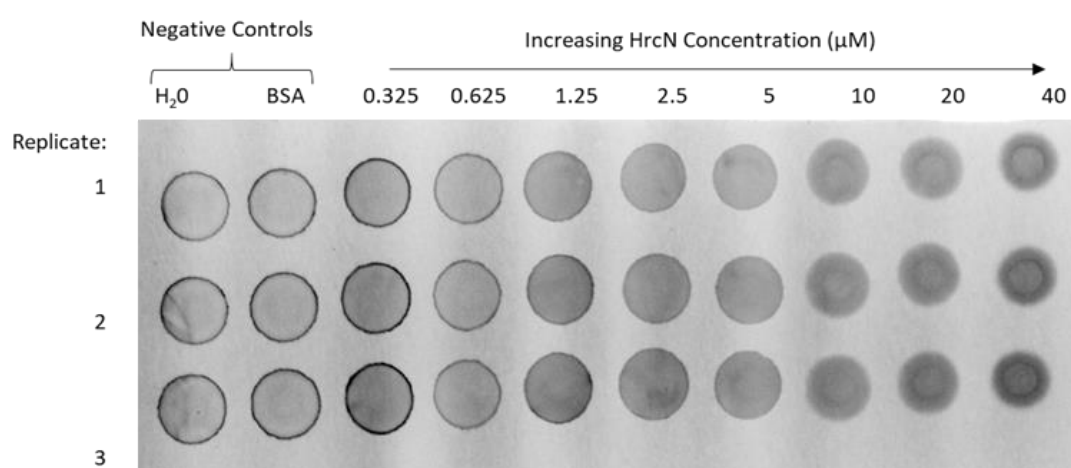 Negative Controls
Increasing HrcN Concentration (μM)
H₂0 BSA 0.325 0.625 1.25 2.5 5 10 20 40
Replicate:
1
2
3